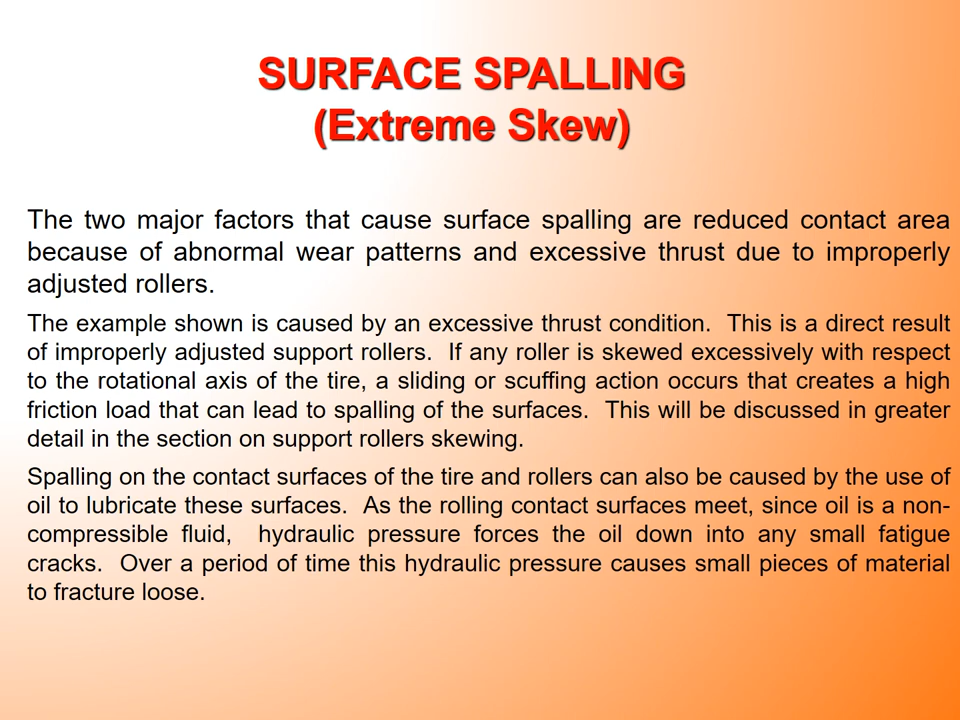 SURFACE SPALLING
(Extreme Skew)
The two major factors that cause surface spalling are reduced contact area
because of abnormal wear patterns and excessive thrust due to improperly
adjusted rollers.
The example shown is caused by an excessive thrust condition.  This is a direct result
of improperly adjusted support rollers.  If any roller is skewed excessively with respect
to the rotational axis of the tire, a sliding or scuffing action occurs that creates a high
friction load that can lead to spalling of the surfaces.  This will be discussed in greater
detail in the section on support rollers skewing.
Spalling on the contact surfaces of the tire and rollers can also be caused by the use of
oil to lubricate these surfaces.  As the rolling contact surfaces meet, since oil is a non-
compressible fluid,  hydraulic pressure forces the oil down into any small fatigue
cracks.  Over a period of time this hydraulic pressure causes small pieces of material
to fracture loose.